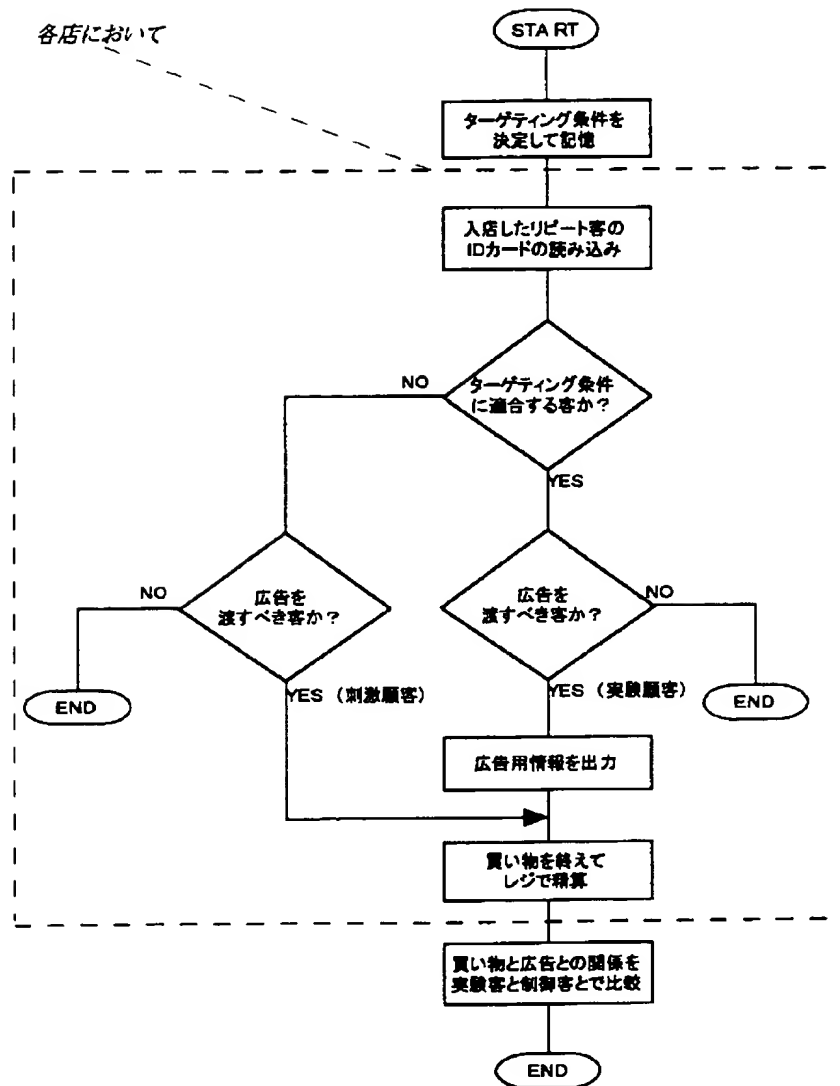 各店において
START
ターゲティング条件を
決定して記憶
入店したリピート客の
IDカードの読み込み
ターゲティング条件
に適合する客か？
NO
YES
広告を
渡すべき客か？
NO
YES（刺激顧客）
END
広告を
渡すべき客か？
NO
YES（実験顧客）
END
広告用情報を出力
買い物を終えて
レジで精算
買い物と広告との関係を
実験客と制御客とで比較
END